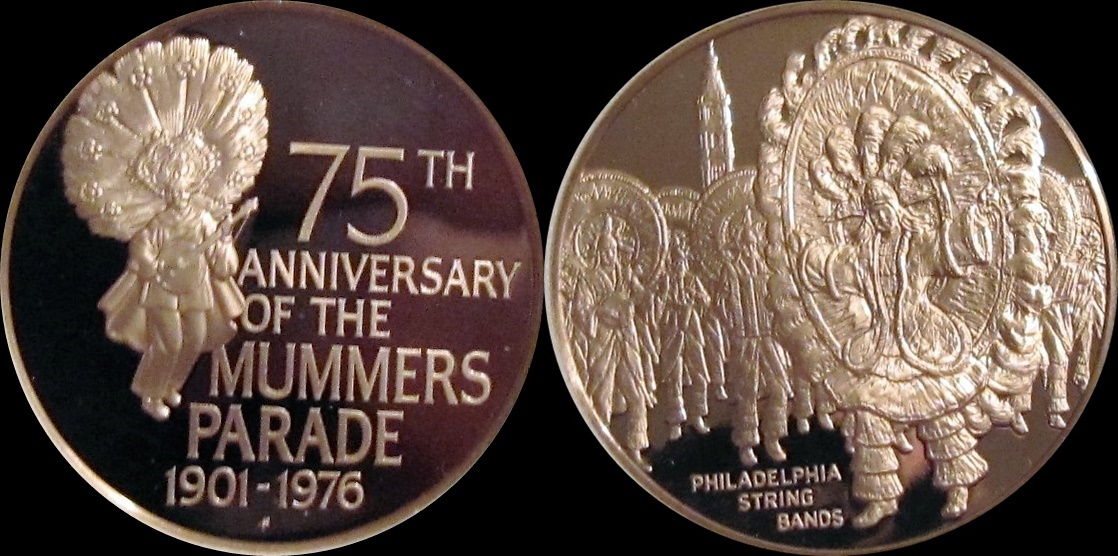 75TH
ANNIVERSARY
OF THE
MUMMERS
PARADE
1901-1976
PHILADELPHIA
STRING
BANDS